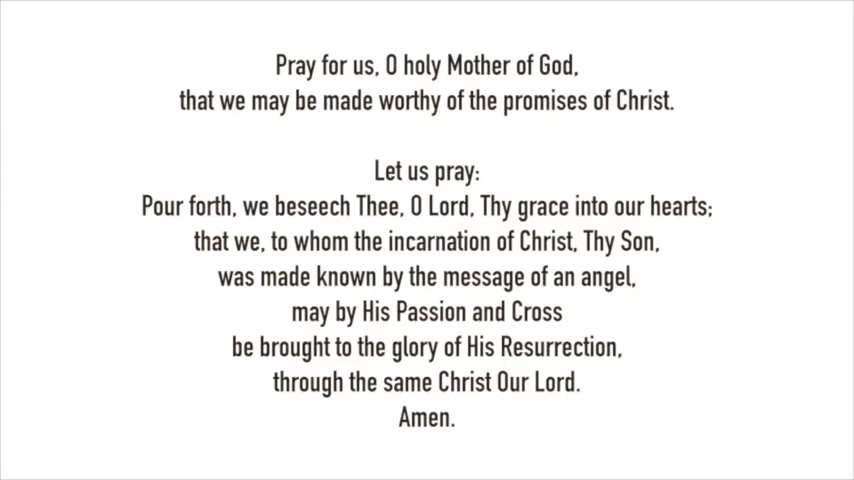 Pray for us, O holy Mother of God,
that we may be made worthy of the promises of Christ.
Let us pray:
Pour forth, we beseech Thee, O Lord, Thy grace into our hearts;
that we, to whom the incarnation of Christ, Thy Son,
was made known by the message of an angel,
may by His Passion and Cross
be brought to the glory of His Resurrection,
through the same Christ Our Lord.
Amen.